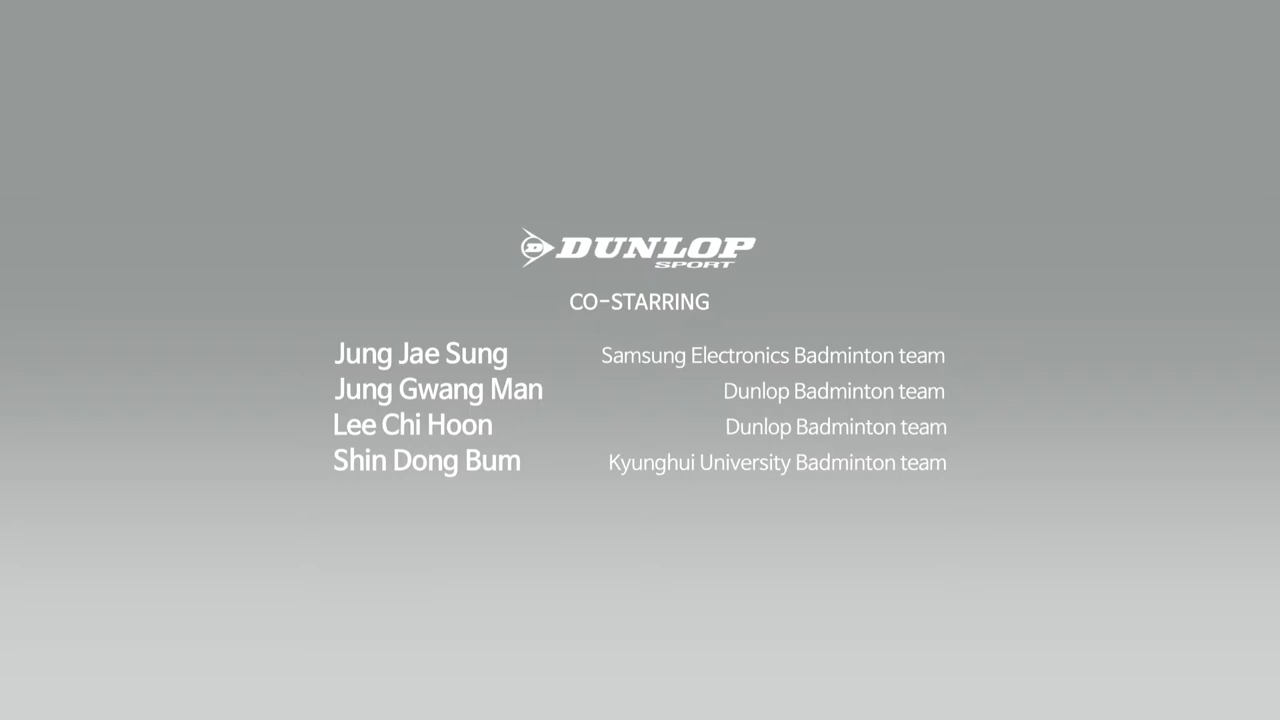 D DUNLOP
SPORT
CO-STARRING
Jung Jae Sung Samsung Electronics Badminton team
Jung Gwang Man Dunlop Badminton team
Lee Chi Hoon Dunlop Badminton team
Shin Dong Bum Kyunghui University Badminton team